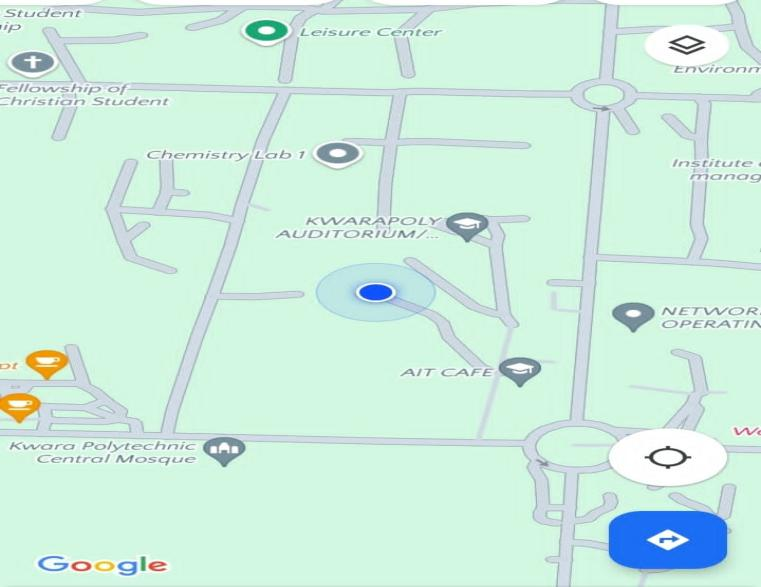 Student
ip
Leisure Center
Fellowship of
Christian Student
Environm
Chemistry Lab 1
Institute
manag
KWARAPOLY
AUDITORIUM/...
NETWOR
OPERATIN
AIT CAFE
ot
Kwara Polytechnic
Central Mosque
We
Google